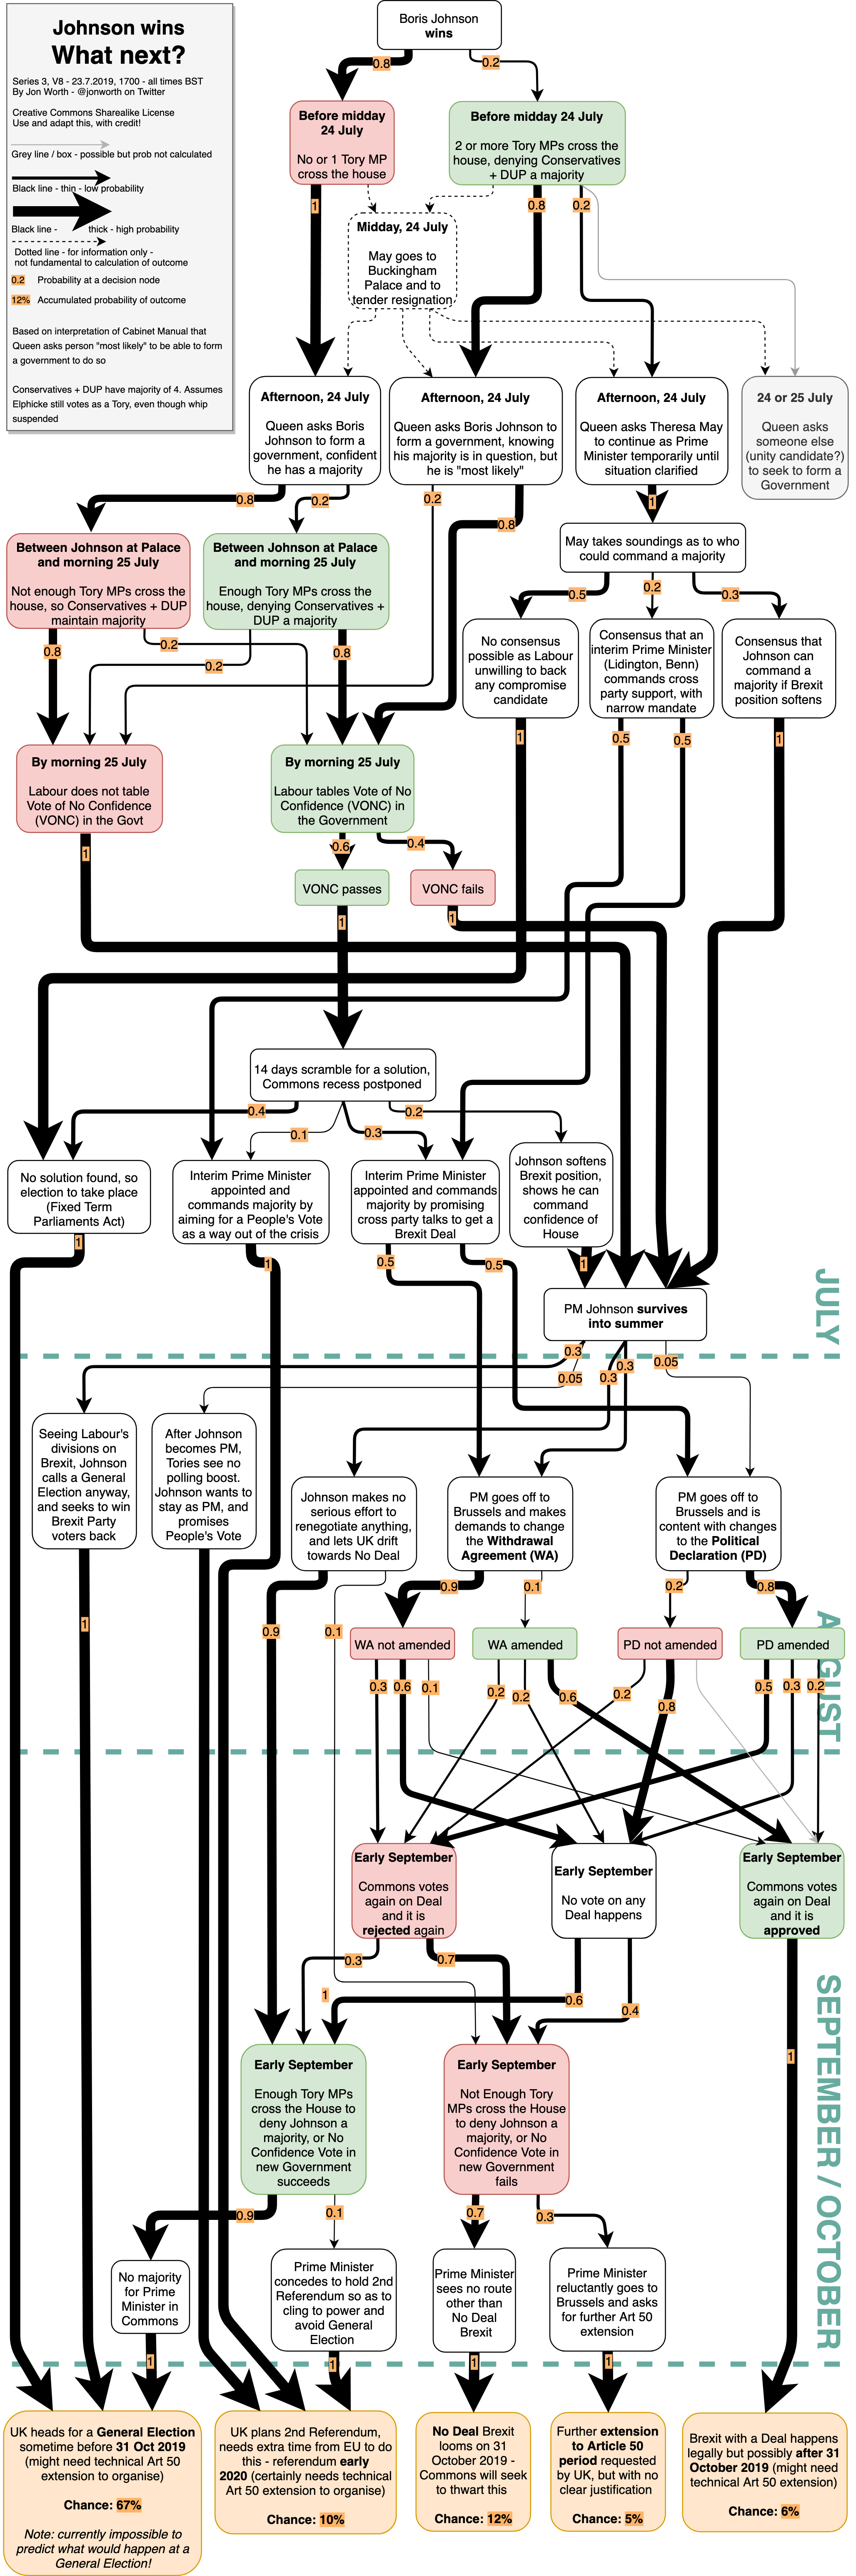 Johnson wins
What next?
Series 3, V8 - 23.7.2019, 1700 - all times BST
By Jon Worth - @jonworth on Twitter
Creative Commons Sharealike License
Use and adapt this, with credit!
Grey line / box - possible but prob not calculated
Black line - thin - low probability
Black line - thick - high probability
Dotted line - for information only -
not fundamental to calculation of outcome
0.2 Probability at a decision node
12% Accumulated probability of outcome
Based on interpretation of Cabinet Manual that
Queen asks person "most likely" to be able to form
a government to do so
Conservatives + DUP have majority of 4. Assumes
Elphicke still votes as a Tory, even though whip
suspended
Boris Johnson
wins
0.8
0.2
Before midday
24 July
No or 1 Tory MP
cross the house
Before midday 24 July
2 or more Tory MPs cross the
house, denying Conservatives
+ DUP a majority
1
0.8
0.2
Midday, 24 July
May goes to
Buckingham
Palace and to
tender resignation
Afternoon, 24 July
Queen asks Boris
Johnson to form a
government, confident
he has a majority
Afternoon, 24 July
Queen asks Boris Johnson to
form a government, knowing
his majority is in question, but
he is "most likely"
Afternoon, 24 July
Queen asks Theresa May
to continue as Prime
Minister temporarily until
situation clarified
24 or 25 July
Queen asks
someone else
(unity candidate?)
to seek to form a
Government
0.8
0.2
0.2
0.8
1
Between Johnson at Palace
and morning 25 July
Not enough Tory MPs cross the
house, so Conservatives + DUP
maintain majority
Between Johnson at Palace
and morning 25 July
Enough Tory MPs cross the
house, denying Conservatives +
DUP a majority
May takes soundings as to who
could command a majority
0.5
0.2
0.3
No consensus
possible as Labour
unwilling to back
any compromise
candidate
Consensus that an
interim Prime Minister
(Lidington, Benn)
commands cross
party support, with
narrow mandate
Consensus that
Johnson can
command a
majority if Brexit
position softens
0.8
0.2
0.2
0.8
1
0.5
0.5
1
By morning 25 July
Labour does not table
Vote of No Confidence
(VONC) in the Govt
By morning 25 July
Labour tables Vote of No
Confidence (VONC) in
the Government
1
0.6
0.4
VONC passes
VONC fails
1
1
14 days scramble for a solution,
Commons recess postponed
0.4
0.1
0.3
0.2
No solution found, so
election to take place
(Fixed Term
Parliaments Act)
Interim Prime Minister
appointed and
commands majority by
aiming for a People's Vote
as a way out of the crisis
Interim Prime Minister
appointed and commands
majority by promising
cross party talks to get a
Brexit Deal
Johnson softens
Brexit position,
shows he can
command
confidence of
House
1
1
0.5
0.5
1
PM Johnson survives
into summer
JULY
0.3
0.05
0.3
0.3
0.05
Seeing Labour's
divisions on
Brexit, Johnson
calls a General
Election anyway,
and seeks to win
Brexit Party
voters back
After Johnson
becomes PM,
Tories see no
polling boost.
Johnson wants to
stay as PM, and
promises
People's Vote
Johnson makes no
serious effort to
renegotiate anything,
and lets UK drift
towards No Deal
PM goes off to
Brussels and makes
demands to change
the Withdrawal
Agreement (WA)
PM goes off to
Brussels and is
content with changes
to the Political
Declaration (PD)
1
0.9
0.1
0.9
0.1
0.2
0.8
WA not amended
WA amended
PD not amended
PD amended
AUGUST
0.3
0.6
0.1
0.2
0.2
0.6
0.2
0.8
0.5
0.3
0.2
Early September
Commons votes
again on Deal
and it is
rejected again
Early September
No vote on any
Deal happens
Early September
Commons votes
again on Deal
and it is
approved
0.3
0.7
1
0.6
0.4
1
SEPTEMBER / OCTOBER
Early September
Enough Tory MPs
cross the House to
deny Johnson a
majority, or No
Confidence Vote in
new Government
succeeds
Early September
Not Enough Tory
MPs cross the House
to deny Johnson a
majority, or No
Confidence Vote in
new Government
fails
0.9
0.1
0.7
0.3
No majority
for Prime
Minister in
Commons
Prime Minister
concedes to hold 2nd
Referendum so as to
cling to power and
avoid General
Election
Prime Minister
sees no route
other than
No Deal
Brexit
Prime Minister
reluctantly goes to
Brussels and asks
for further Art 50
extension
1
1
1
1
UK heads for a General Election
sometime before 31 Oct 2019
(might need technical Art 50
extension to organise)
Chance: 67%
Note: currently impossible to
predict what would happen at a
General Election!
UK plans 2nd Referendum,
needs extra time from EU to do
this - referendum early
2020 (certainly needs technical
Art 50 extension to organise)
Chance: 10%
No Deal Brexit
looms on 31
October 2019 -
Commons will seek
to thwart this
Chance: 12%
Further extension
to Article 50
period requested
by UK, but with no
clear justification
Chance: 5%
Brexit with a Deal happens
legally but possibly after 31
October 2019 (might need
technical Art 50 extension)
Chance: 6%